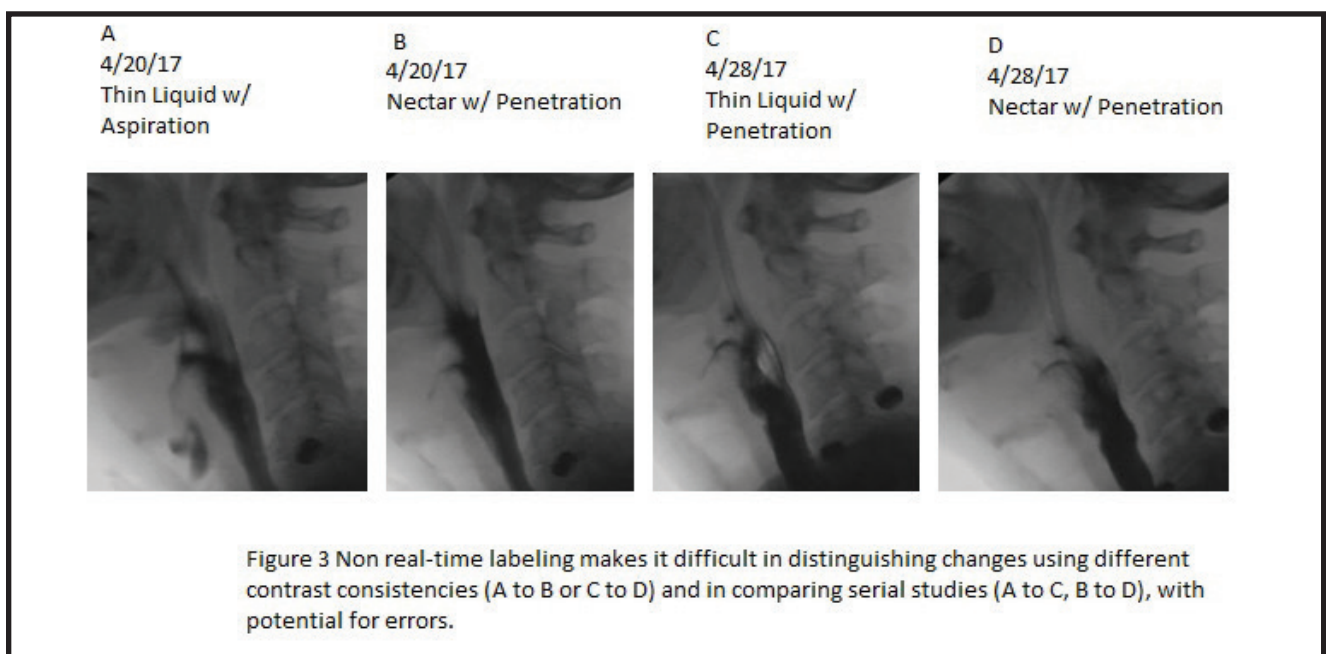 A
4/20/17
Thin Liquid w/
Aspiration
B
4/20/17
Nectar w/ Penetration
C
4/28/17
Thin Liquid w/
Penetration
D
4/28/17
Nectar w/ Penetration
Figure 3 Non real-time labeling makes it difficult in distinguishing changes using different
contrast consistencies (A to B or C to D) and in comparing serial studies (A to C, B to D), with
potential for errors.